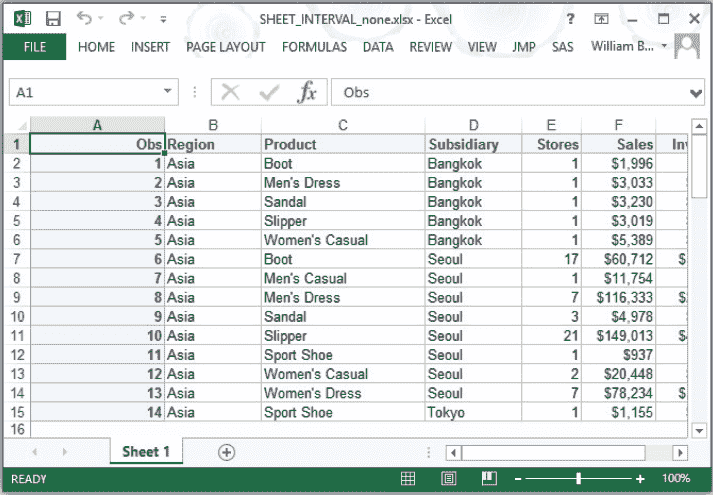 SHEET_INTERVAL_none.xlsx - Excel
FILE HOME INSERT PAGE LAYOUT FORMULAS DATA REVIEW VIEW JMP SAS William B...
A1 fx Obs
A B C D E F
1 Obs Region Product Subsidiary Stores Sales Inv
2 1 Asia Boot Bangkok 1 $1,996
3 2 Asia Men's Dress Bangkok 1 $3,033
4 3 Asia Sandal Bangkok 1 $3,230
5 4 Asia Slipper Bangkok 1 $3,019
6 5 Asia Women's Casual Bangkok 1 $5,389
7 6 Asia Boot Seoul 17 $60,712 $
8 7 Asia Men's Casual Seoul 1 $11,754
9 8 Asia Men's Dress Seoul 7 $116,333 $
10 9 Asia Sandal Seoul 3 $4,978
11 10 Asia Slipper Seoul 21 $149,013 $
12 11 Asia Sport Shoe Seoul 1 $937
13 12 Asia Women's Casual Seoul 2 $20,448
14 13 Asia Women's Dress Seoul 7 $78,234 $
15 14 Asia Sport Shoe Tokyo 1 $1,155
16
Sheet 1
READY 100%